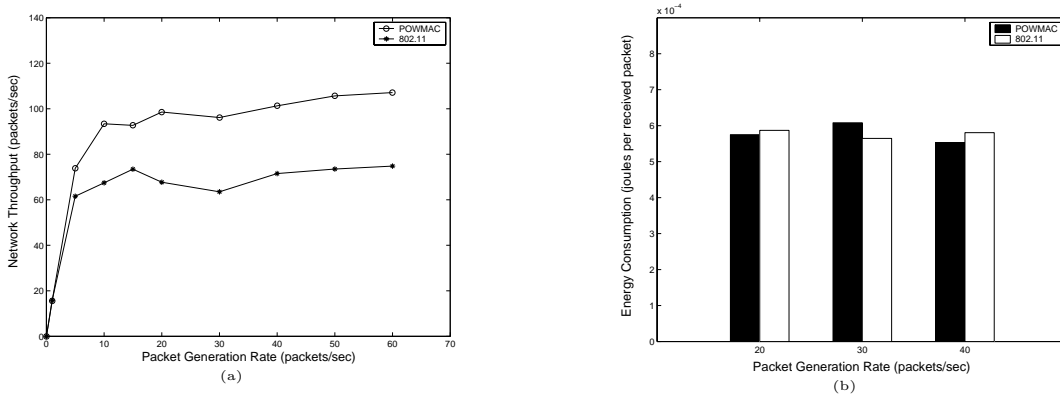 140
120
100
80
60
40
20
0
Network Throughput (packets/sec)
POWMAC
802.11
0 10 20 30 40 50 60 70
Packet Generation Rate (packets/sec)
(a)
x 10⁻⁴
8
7
6
5
4
3
2
1
0
Energy Consumption (joules per received packet)
POWMAC
802.11
20 30 40
Packet Generation Rate (packets/sec)
(b)